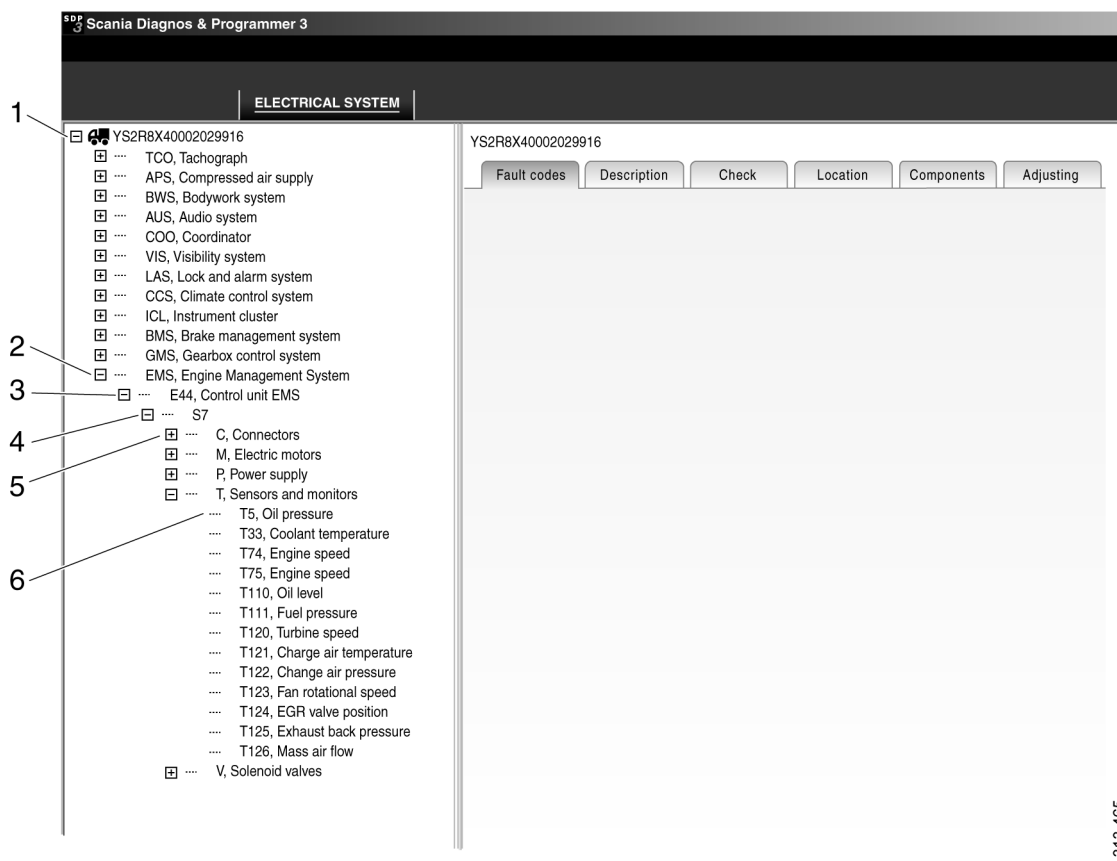 SDP3 Scania Diagnos & Programmer 3
ELECTRICAL SYSTEM
1
YS2R8X40002029916
YS2R8X40002029916
TCO, Tachograph
Fault codes Description Check Location Components Adjusting
APS, Compressed air supply
BWS, Bodywork system
AUS, Audio system
COO, Coordinator
VIS, Visibility system
LAS, Lock and alarm system
CCS, Climate control system
ICL, Instrument cluster
BMS, Brake management system
2
GMS, Gearbox control system
EMS, Engine Management System
3
E44, Control unit EMS
S7
4
C, Connectors
M, Electric motors
P, Power supply
5
T, Sensors and monitors
T5, Oil pressure
T33, Coolant temperature
T74, Engine speed
T75, Engine speed
6
T110, Oil level
T111, Fuel pressure
T120, Turbine speed
T121, Charge air temperature
T122, Change air pressure
T123, Fan rotational speed
T124, EGR valve position
T125, Exhaust back pressure
T126, Mass air flow
V, Solenoid valves